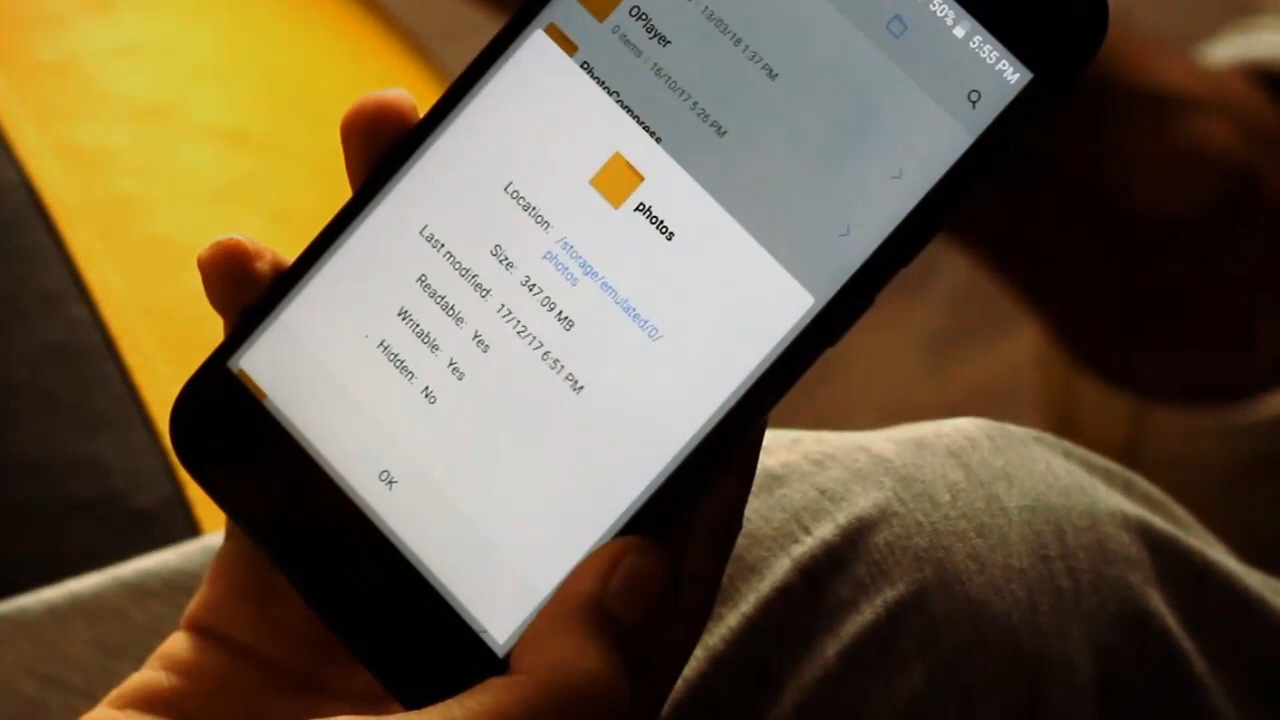 50% 5:55 PM
13/03/18 1:37 PM
OPlayer
0 items 16/10/17 5:26 PM
PhotoCompress
photos
Location: /storage/emulated/0/
photos
Size: 347.09 MB
Last modified: 17/12/17 6:51 PM
Readable: Yes
Writable: Yes
Hidden: No
OK